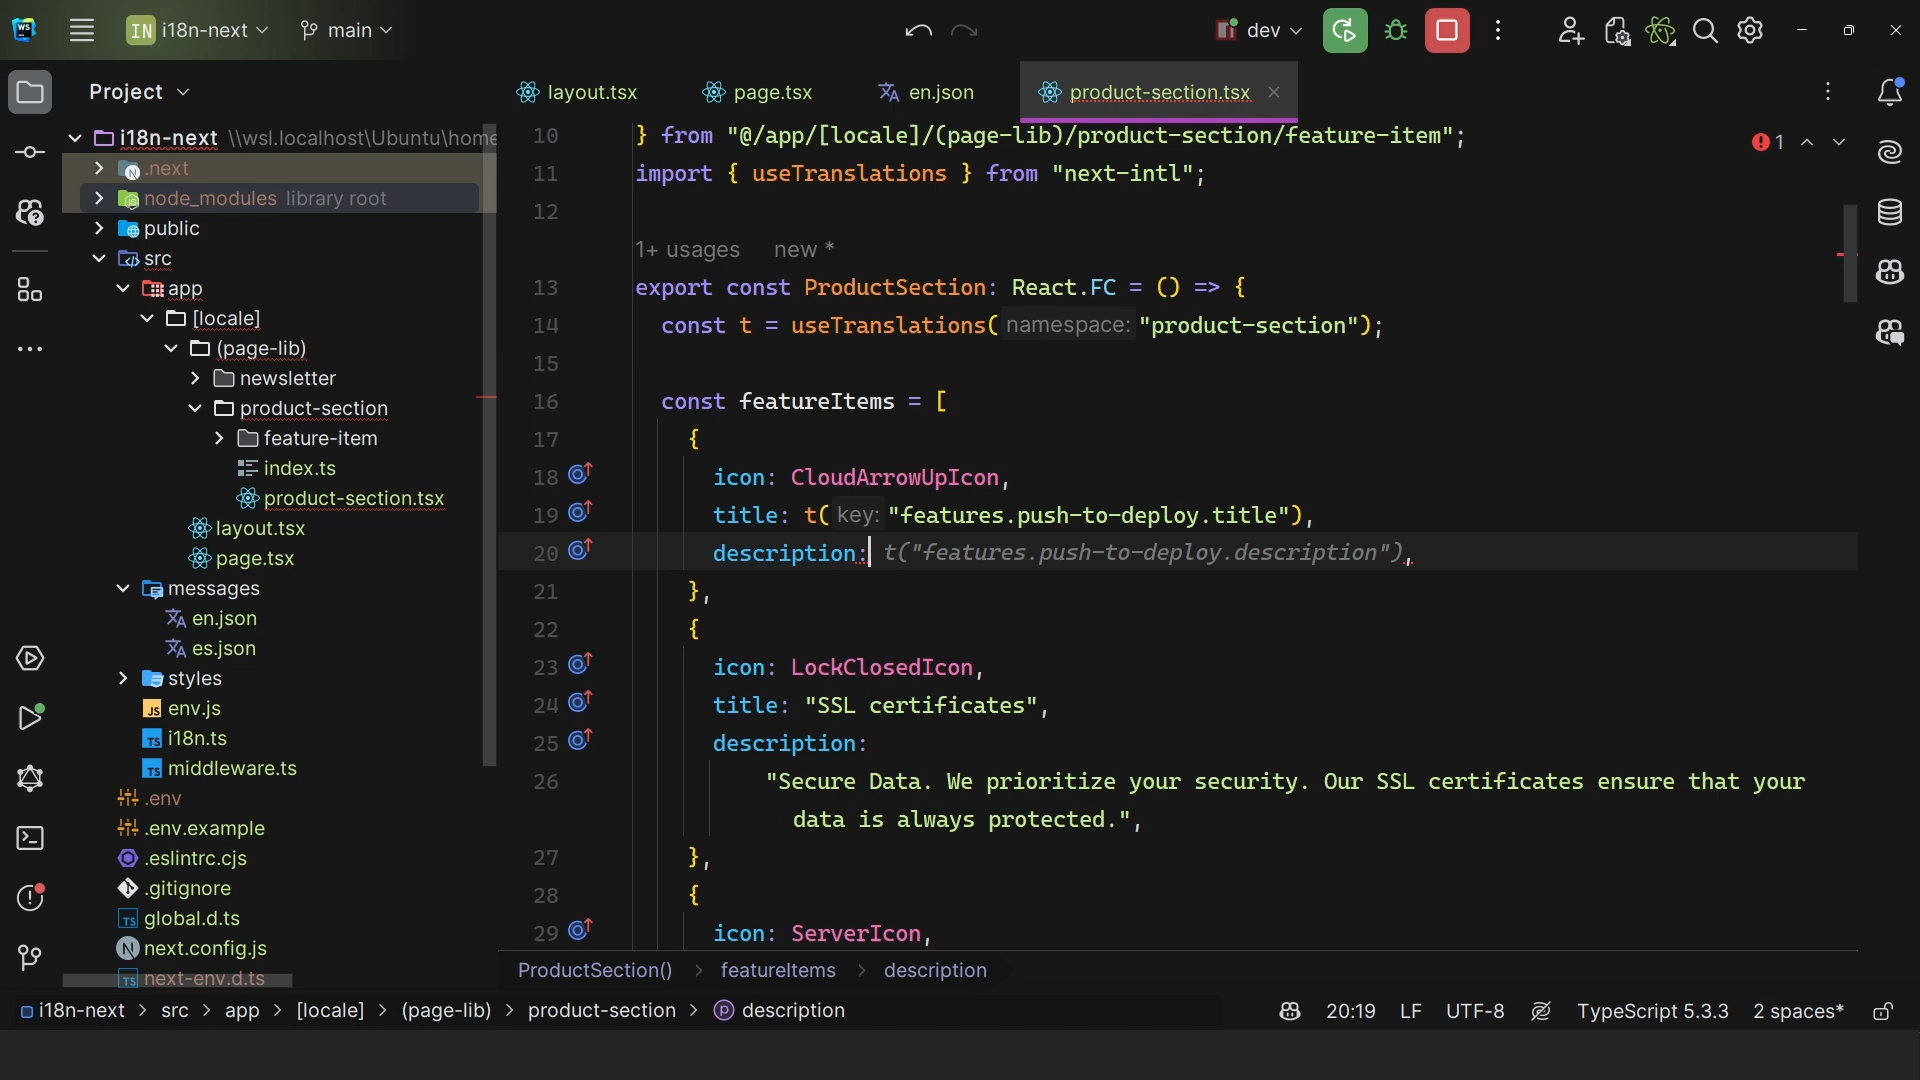 WS IN i18n-next main dev
Project layout.tsx page.tsx en.json product-section.tsx
i18n-next \\wsl.localhost\Ubuntu\home
.next
node_modules library root
public
src
app
[locale]
(page-lib)
newsletter
product-section
feature-item
index.ts
product-section.tsx
layout.tsx
page.tsx
messages
en.json
es.json
styles
env.js
i18n.ts
middleware.ts
.env
.env.example
.eslintrc.cjs
.gitignore
global.d.ts
next.config.js
next-env.d.ts
10 } from "@/app/[locale]/(page-lib)/product-section/feature-item"; 1
11 import { useTranslations } from "next-intl";
12
1+ usages new *
13 export const ProductSection: React.FC = () => {
14 const t = useTranslations( namespace: "product-section");
15
16 const featureItems = [
17 {
18 icon: CloudArrowUpIcon,
19 title: t( key: "features.push-to-deploy.title"),
20 description: t("features.push-to-deploy.description"),
21 },
22 {
23 icon: LockClosedIcon,
24 title: "SSL certificates",
25 description:
26 "Secure Data. We prioritize your security. Our SSL certificates ensure that your
data is always protected.",
27 },
28 {
29 icon: ServerIcon,
ProductSection() featureItems description
i18n-next src app [locale] (page-lib) product-section description 20:19 LF UTF-8 TypeScript 5.3.3 2 spaces*